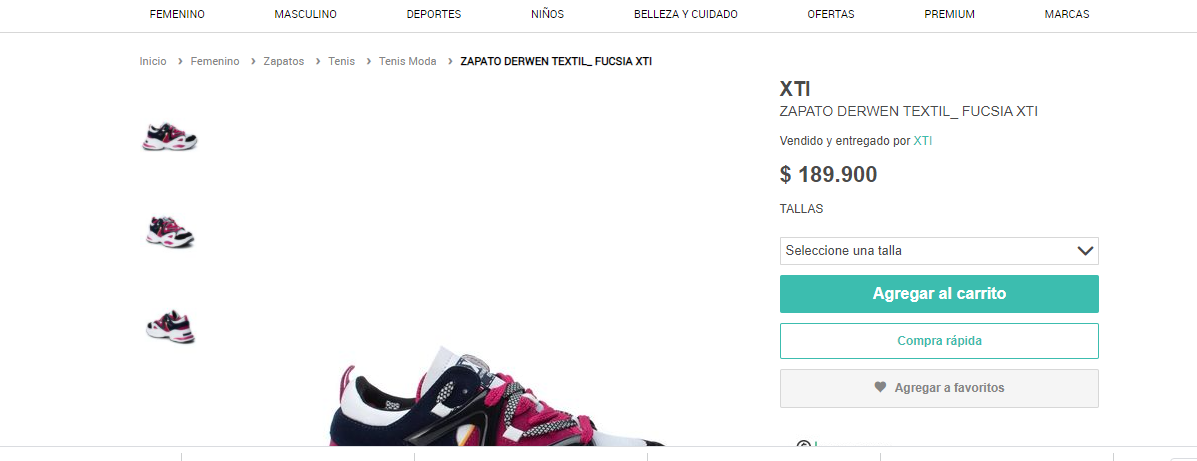 FEMENINO MASCULINO DEPORTES NIÑOS BELLEZA Y CUIDADO OFERTAS PREMIUM MARCAS
Inicio > Femenino > Zapatos > Tenis > Tenis Moda > ZAPATO DERWEN TEXTIL_ FUCSIA XTI
XTI
ZAPATO DERWEN TEXTIL_ FUCSIA XTI
Vendido y entregado por XTI
$ 189.900
TALLAS
Seleccione una talla
Agregar al carrito
Compra rápida
Agregar a favoritos